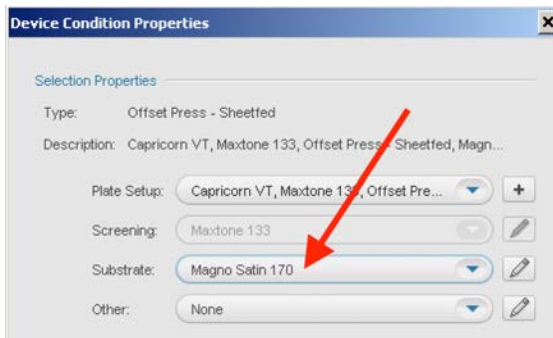 Device Condition Properties
Selection Properties
Type: Offset Press - Sheetfed
Description: Capricorn VT, Maxtone 133, Offset Press - Sheetfed, Magn...
Plate Setup: Capricorn VT, Maxtone 133, Offset Pre...
Screening: Maxtone 133
Substrate: Magno Satin 170
Other: None